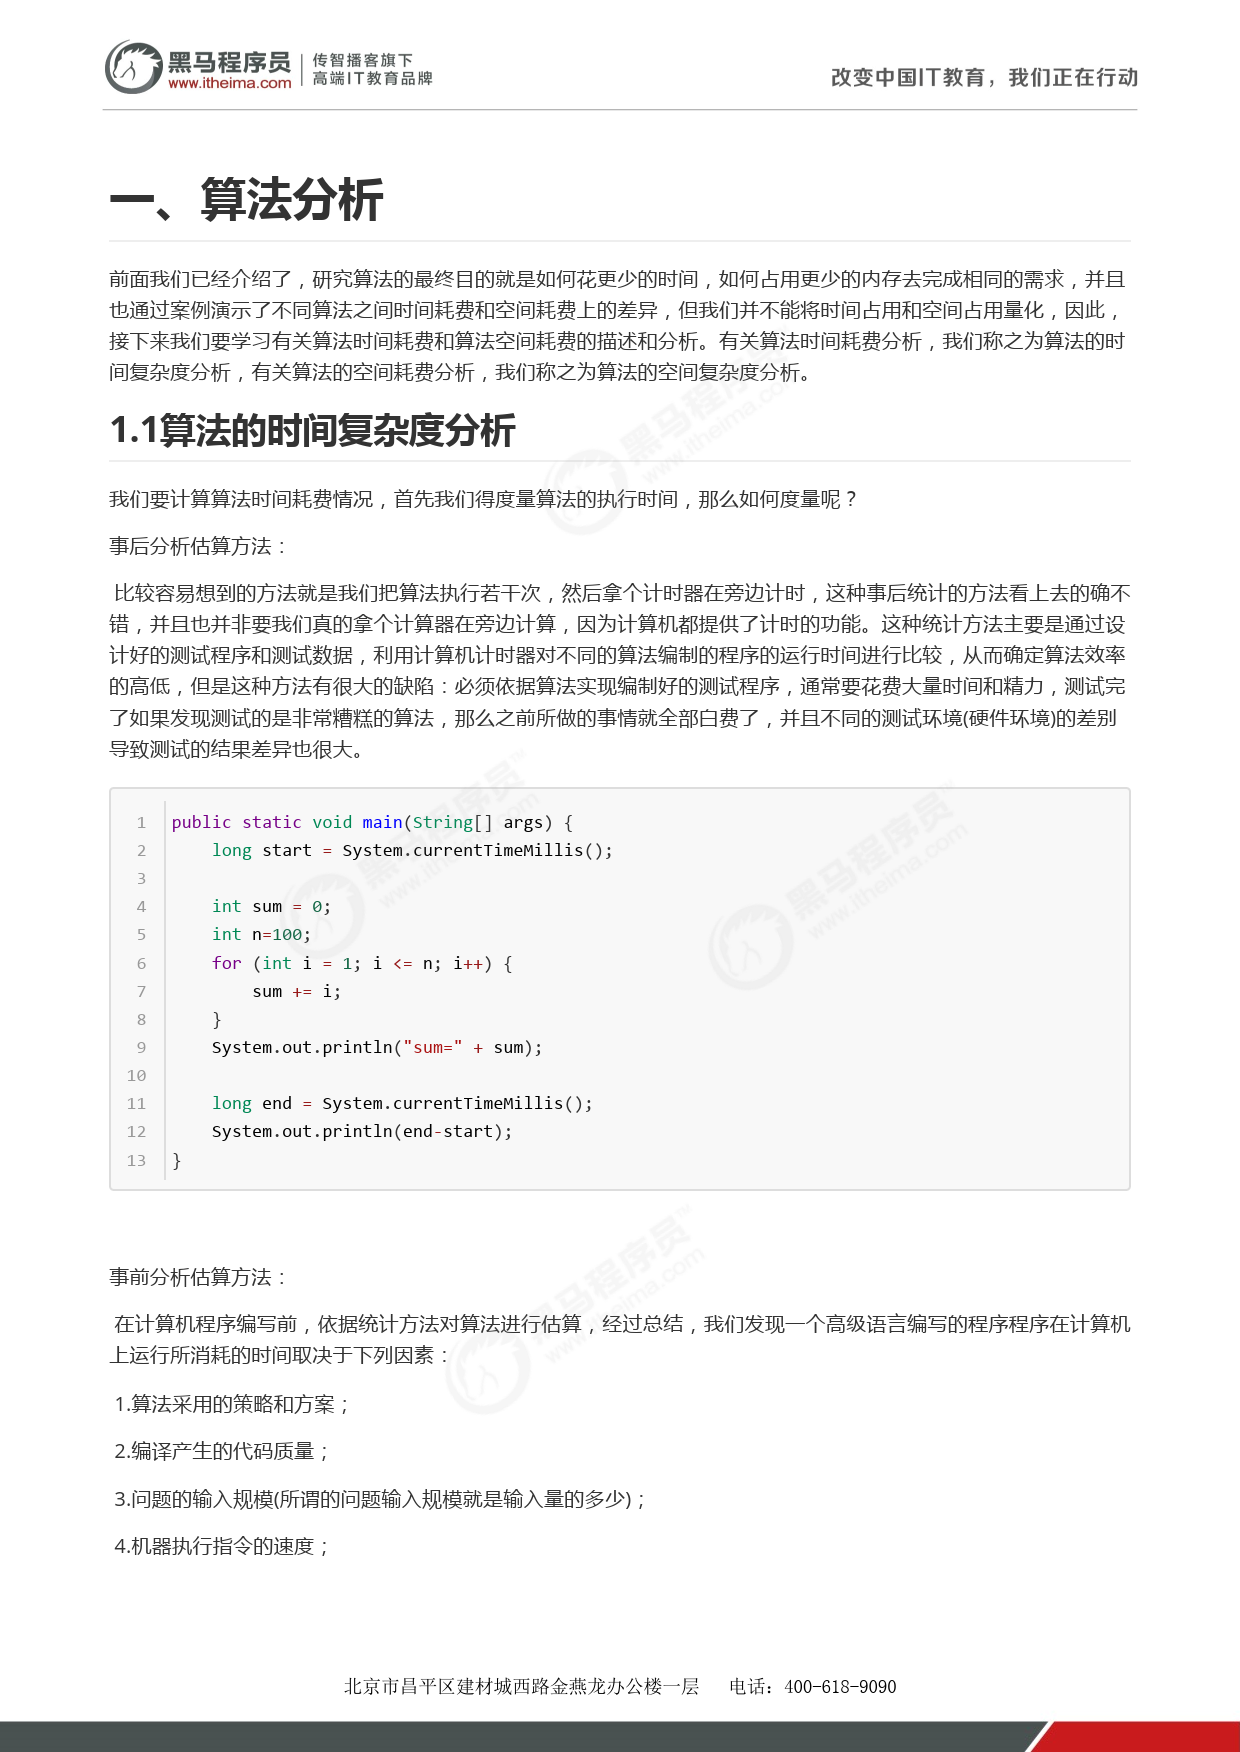 黑马程序员
www.itheima.com
传智播客旗下
高端IT教育品牌
改变中国IT教育，我们正在行动
一、算法分析
前面我们已经介绍了，研究算法的最终目的就是如何花更少的时间，如何占用更少的内存去完成相同的需求，并且
也通过案例演示了不同算法之间时间耗费和空间耗费上的差异，但我们并不能将时间占用和空间占用量化，因此，
接下来我们要学习有关算法时间耗费和算法空间耗费的描述和分析。有关算法时间耗费分析，我们称之为算法的时
间复杂度分析，有关算法的空间耗费分析，我们称之为算法的空间复杂度分析。
1.1算法的时间复杂度分析
我们要计算算法时间耗费情况，首先我们得度量算法的执行时间，那么如何度量呢？
事后分析估算方法：
比较容易想到的方法就是我们把算法执行若干次，然后拿个计时器在旁边计时，这种事后统计的方法看上去的确不
错，并且也并非要我们真的拿个计算器在旁边计算，因为计算机都提供了计时的功能。这种统计方法主要是通过设
计好的测试程序和测试数据，利用计算机计时器对不同的算法编制的程序的运行时间进行比较，从而确定算法效率
的高低，但是这种方法有很大的缺陷：必须依据算法实现编制好的测试程序，通常要花费大量时间和精力，测试完
了如果发现测试的是非常糟糕的算法，那么之前所做的事情就全部白费了，并且不同的测试环境(硬件环境)的差别
导致测试的结果差异也很大。
1 public static void main(String[] args) {
2     long start = System.currentTimeMillis();
3
4     int sum = 0;
5     int n=100;
6     for (int i = 1; i <= n; i++) {
7         sum += i;
8     }
9     System.out.println("sum=" + sum);
10
11     long end = System.currentTimeMillis();
12     System.out.println(end-start);
13 }
事前分析估算方法：
在计算机程序编写前，依据统计方法对算法进行估算，经过总结，我们发现一个高级语言编写的程序程序在计算机
上运行所消耗的时间取决于下列因素：
1.算法采用的策略和方案；
2.编译产生的代码质量；
3.问题的输入规模(所谓的问题输入规模就是输入量的多少)；
4.机器执行指令的速度；
北京市昌平区建材城西路金燕龙办公楼一层 电话：400-618-9090